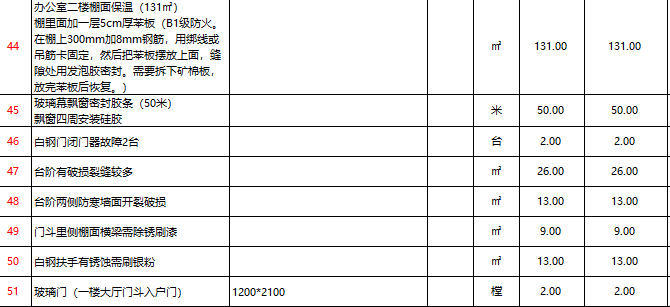 办公室二楼棚面保温（131㎡）
棚里面加一层5cm厚苯板（B1级防火。
在棚上300mm加8mm钢筋，用绑线或
吊筋卡固定，然后把苯板摆放上面，缝
隙处用发泡胶密封。需要拆下矿棉板，
放完苯板后恢复。）
44 ㎡ 131.00 131.00
45 玻璃幕飘窗密封胶条（50米） 米 50.00 50.00
飘窗四周安装硅胶
46 白钢门闭门器故障2台 台 2.00 2.00
47 台阶有破损裂缝较多 ㎡ 26.00 26.00
48 台阶两侧防寒墙面开裂破损 ㎡ 13.00 13.00
49 门斗里侧棚面横梁需除锈刷漆 ㎡ 9.00 9.00
50 白钢扶手有锈蚀需刷银粉 ㎡ 13.00 13.00
51 玻璃门（一楼大厅门斗入户门） 1200*2100 樘 2.00 2.00